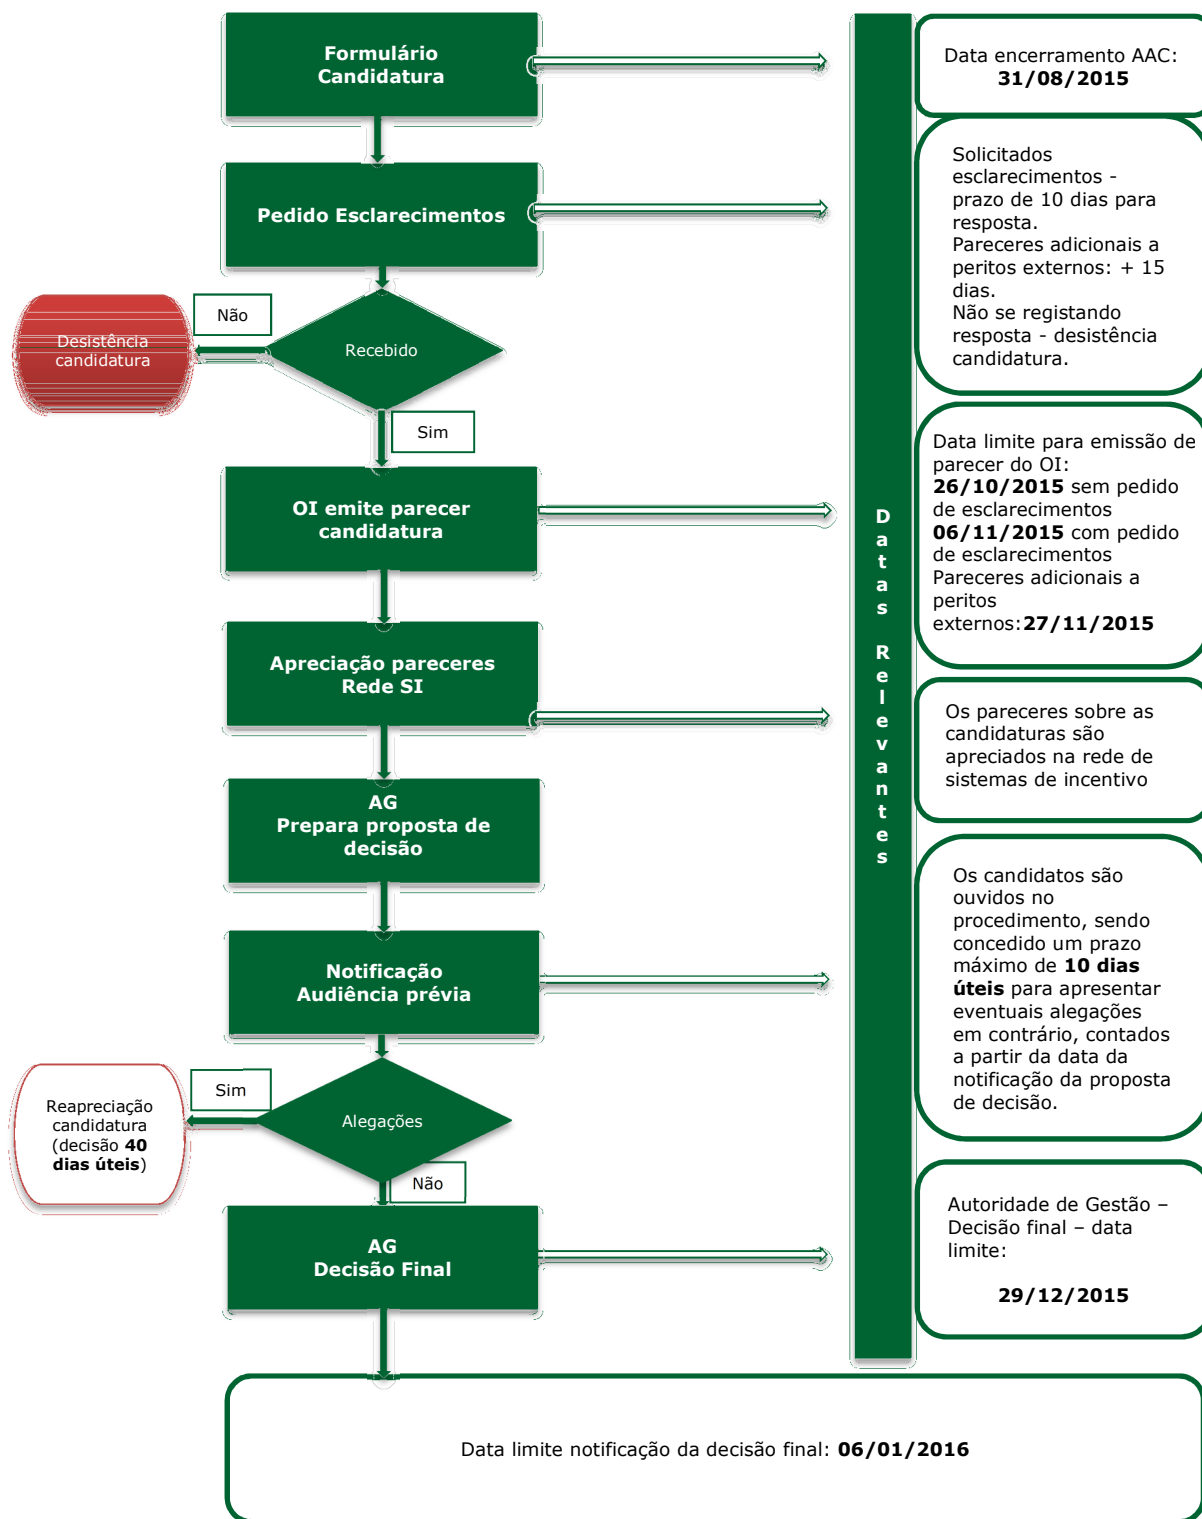 Formulário
Candidatura
Data encerramento AAC:
31/08/2015
Pedido Esclarecimentos
Solicitados
esclarecimentos -
prazo de 10 dias para
resposta.
Pareceres adicionais a
peritos externos: + 15
dias.
Não se registando
resposta - desistência
candidatura.
Não
Desistência
candidatura
Recebido
Sim
OI emite parecer
candidatura
Data limite para emissão de
parecer do OI:
26/10/2015 sem pedido
de esclarecimentos
06/11/2015 com pedido
de esclarecimentos
Pareceres adicionais a
peritos
externos:27/11/2015
Datas Relevantes
Apreciação pareceres
Rede SI
Os pareceres sobre as
candidaturas são
apreciados na rede de
sistemas de incentivo
AG
Prepara proposta de
decisão
Notificação
Audiência prévia
Os candidatos são
ouvidos no
procedimento, sendo
concedido um prazo
máximo de 10 dias
úteis para apresentar
eventuais alegações
em contrário, contados
a partir da data da
notificação da proposta
de decisão.
Sim
Reapreciação
candidatura
(decisão 40
dias úteis)
Alegações
Não
AG
Decisão Final
Autoridade de Gestão –
Decisão final – data
limite:
29/12/2015
Data limite notificação da decisão final: 06/01/2016